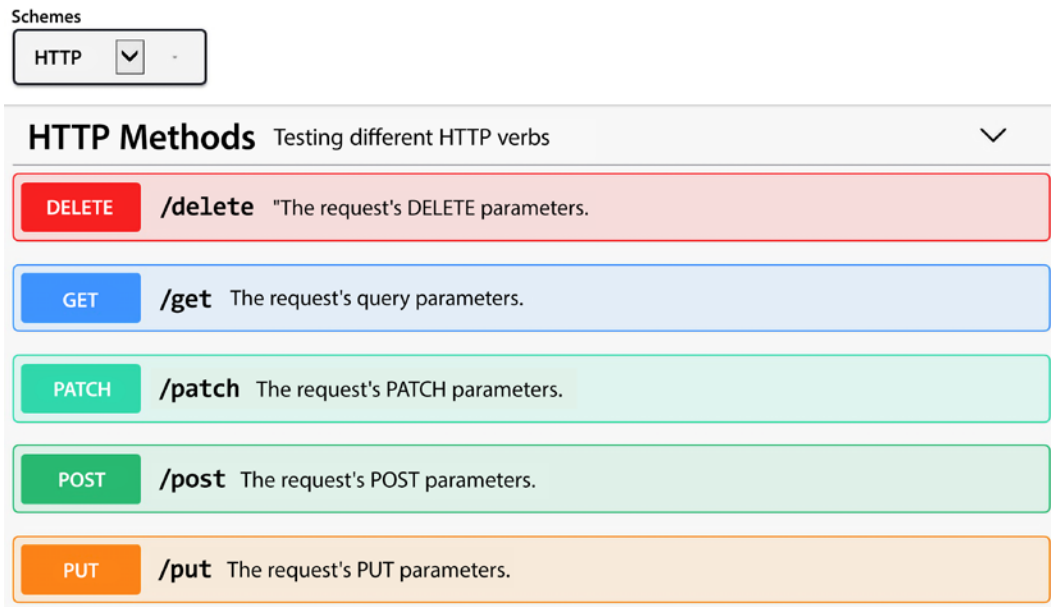 Schemes
HTTP
HTTP Methods Testing different HTTP verbs
DELETE /delete "The request's DELETE parameters.
GET /get The request's query parameters.
PATCH /patch The request's PATCH parameters.
POST /post The request's POST parameters.
PUT /put The request's PUT parameters.